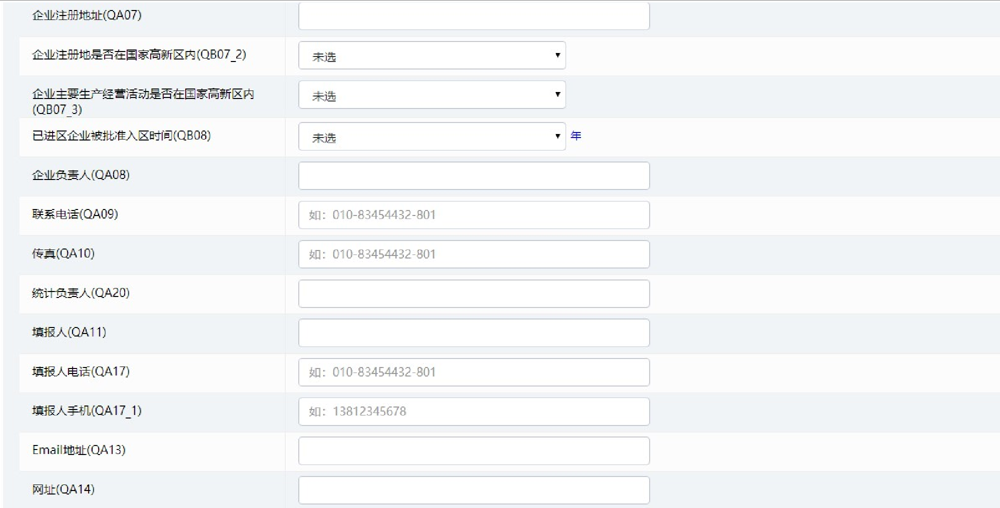 企业注册地址(QA07)
企业注册地是否在国家高新区内(QB07_2) 未选
企业主要生产经营活动是否在国家高新区内 未选
(QB07_3)
已进区企业被批准入区时间(QB08) 未选 年
企业负责人(QA08)
联系电话(QA09) 如：010-83454432-801
传真(QA10) 如：010-83454432-801
统计负责人(QA20)
填报人(QA11)
填报人电话(QA17) 如：010-83454432-801
填报人手机(QA17_1) 如：13812345678
Email地址(QA13)
网址(QA14)